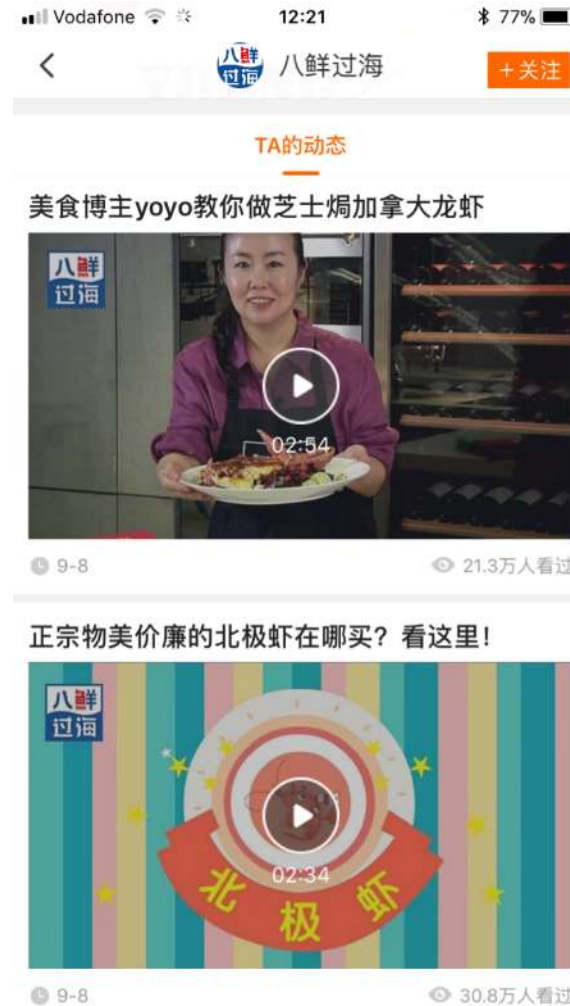 Vodafone 12:21 77%
八鲜过海 八鲜过海 +关注
TA的动态
美食博主yoyo教你做芝士焗加拿大龙虾
八鲜
过海
02:54
9-8 21.3万人看过
正宗物美价廉的北极虾在哪买？看这里！
八鲜
过海
02:34
北极虾
9-8 30.8万人看过